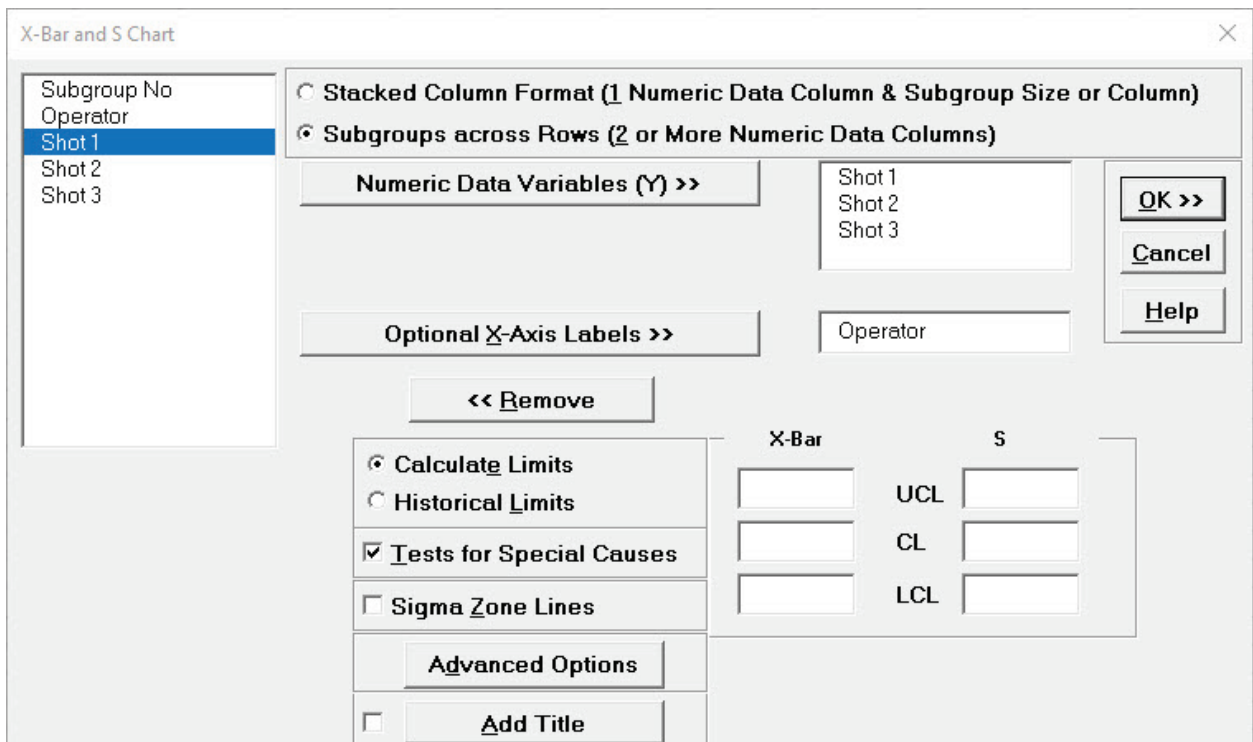 X-Bar and S Chart
Subgroup No
Operator
Shot 1
Shot 2
Shot 3
Stacked Column Format (1 Numeric Data Column & Subgroup Size or Column)
Subgroups across Rows (2 or More Numeric Data Columns)
Numeric Data Variables (Y) >>
Shot 1
Shot 2
Shot 3
OK >>
Cancel
Help
Optional X-Axis Labels >>
Operator
<< Remove
Calculate Limits
Historical Limits
Tests for Special Causes
Sigma Zone Lines
Advanced Options
Add Title
X-Bar S
UCL
CL
LCL